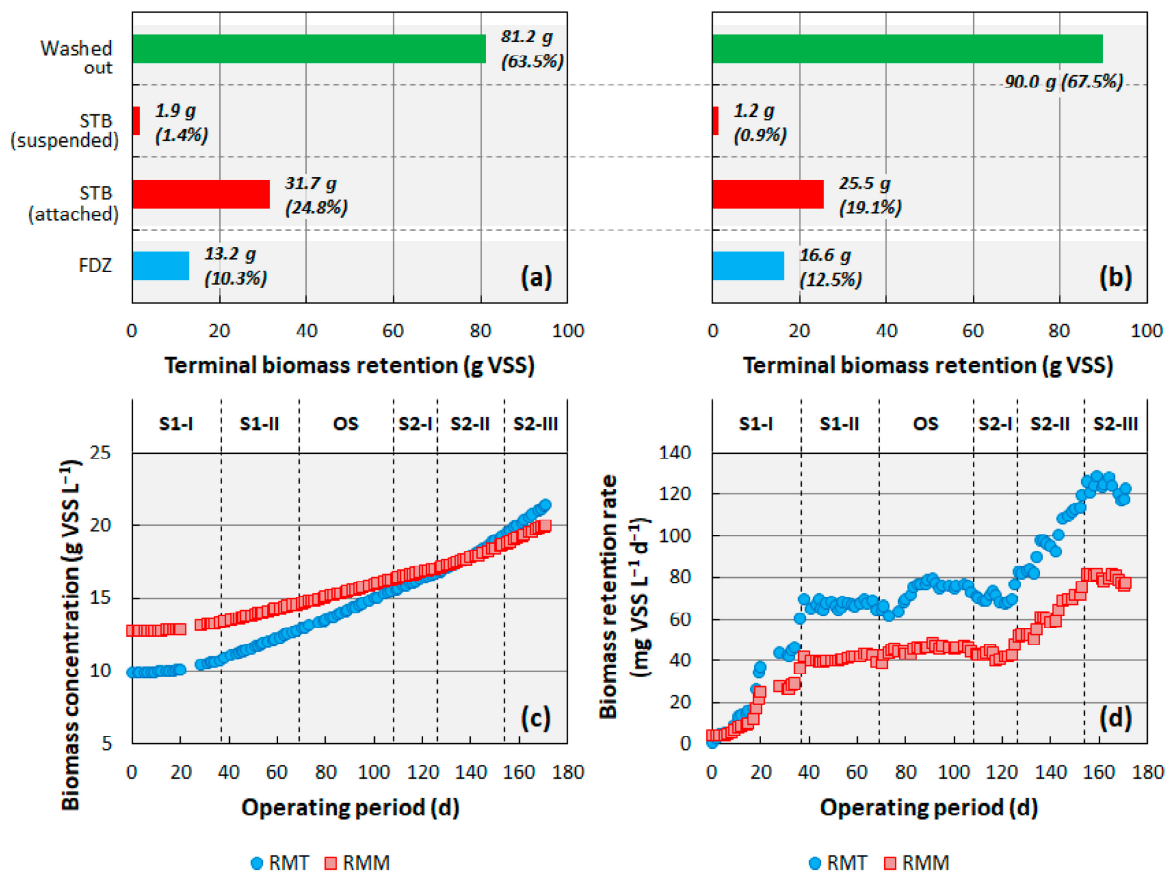 Washed
out
81.2 g
(63.5%)
STB
(suspended)
1.9 g
(1.4%)
STB
(attached)
31.7 g
(24.8%)
FDZ
13.2 g
(10.3%)
(a)
0 20 40 60 80 100
Terminal biomass retention (g VSS)
90.0 g (67.5%)
1.2 g
(0.9%)
25.5 g
(19.1%)
16.6 g
(12.5%)
(b)
0 20 40 60 80 100
Terminal biomass retention (g VSS)
S1-I S1-II OS S2-I S2-II S2-III
25
20
15
10
5
Biomass concentration (g VSS L⁻¹)
(c)
0 20 40 60 80 100 120 140 160 180
Operating period (d)
RMT RMM
S1-I S1-II OS S2-I S2-II S2-III
140
120
100
80
60
40
20
0
Biomass retention rate
(mg VSS L⁻¹ d⁻¹)
(d)
0 20 40 60 80 100 120 140 160 180
Operating period (d)
RMT RMM